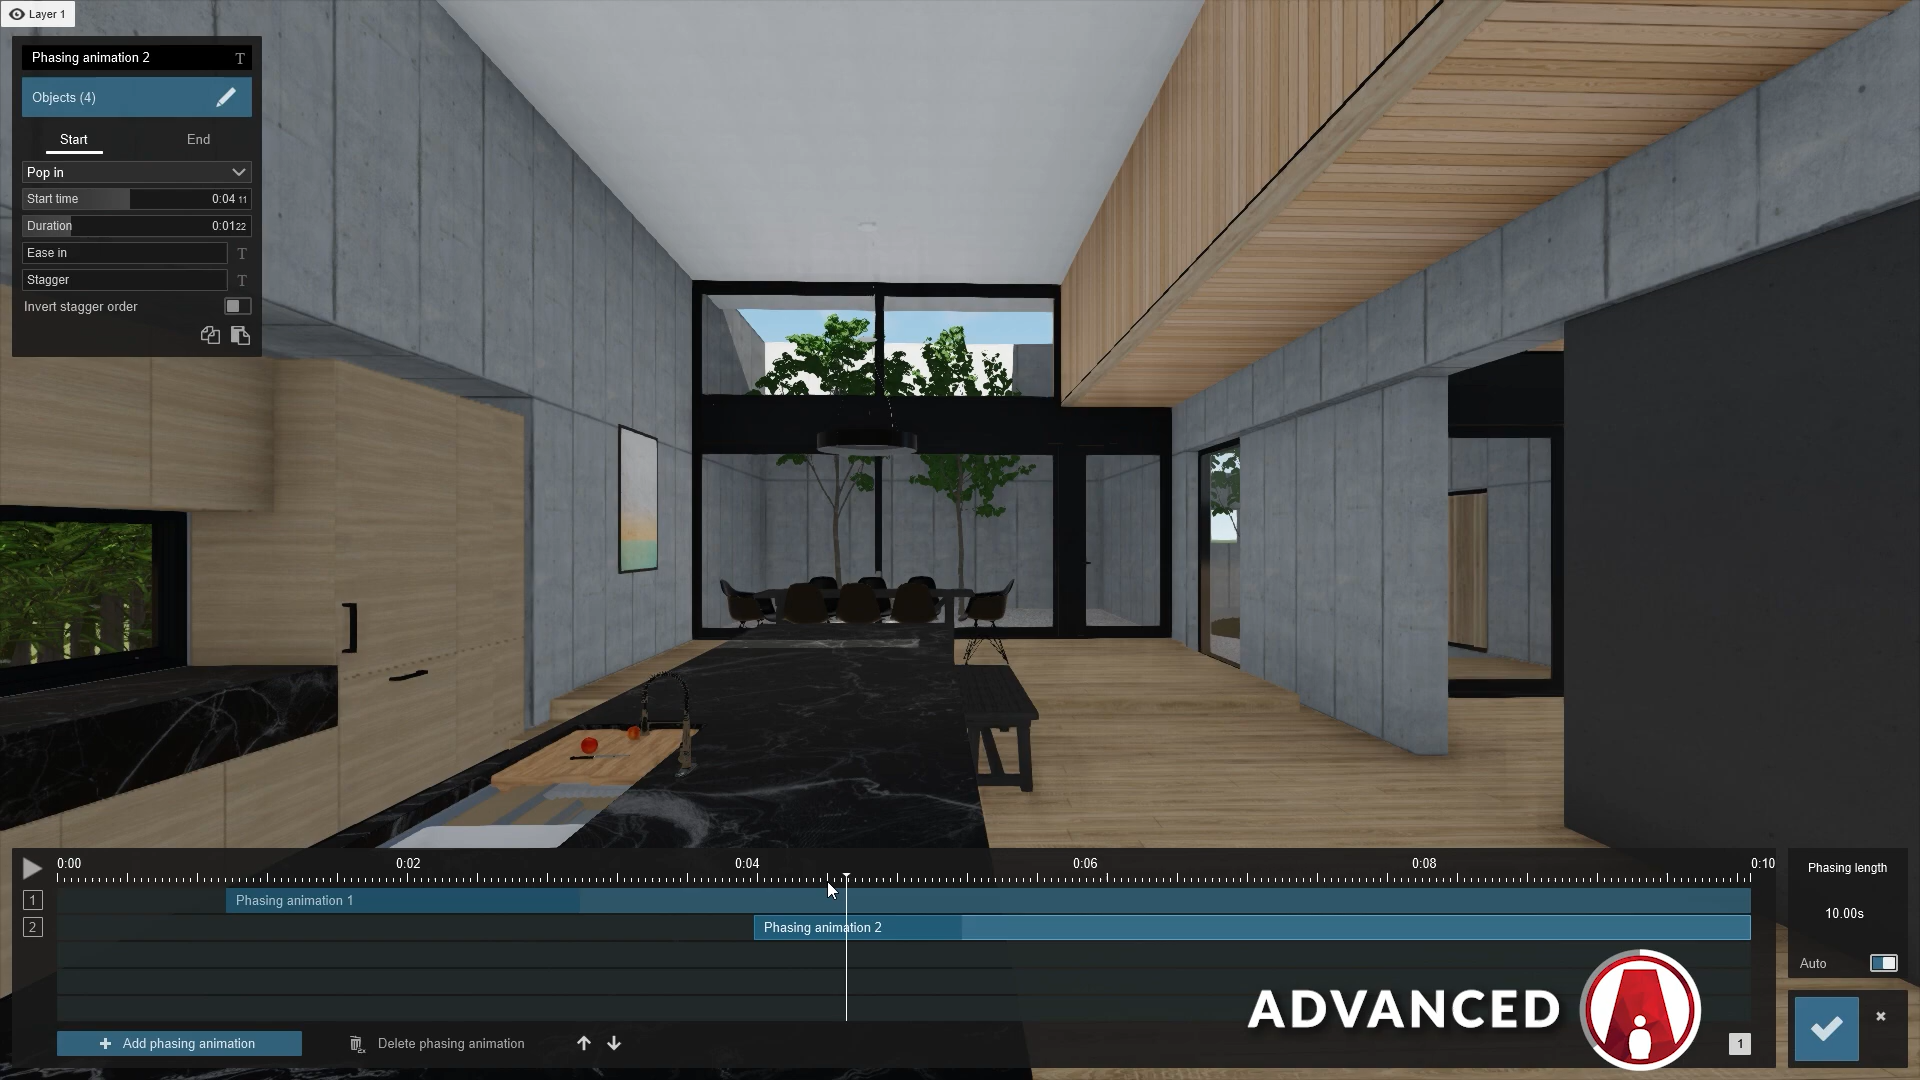 Layer 1
Phasing animation 2
Objects (4)
Start End
Pop in
Start time 0:04 11
Duration 0:01 22
Ease in
Stagger
Invert stagger order
0:00 0:02 0:04 0:06 0:08 0:10
1 Phasing animation 1
2 Phasing animation 2
Phasing length
10.00s
Auto
ADVANCED
Add phasing animation Delete phasing animation 1